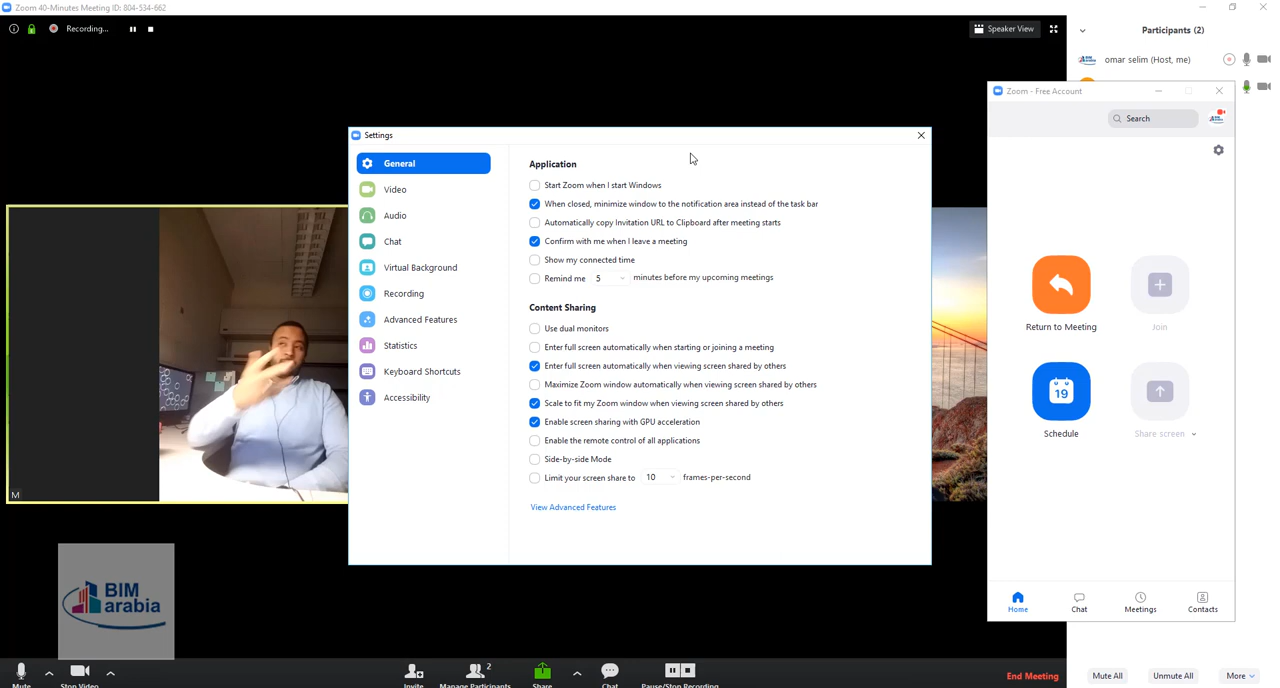 Zoom 40-Minutes Meeting ID: 804-534-662
Recording...
Speaker View
Participants (2)
omar selim (Host, me)
Zoom - Free Account
Search
Return to Meeting
Join
19
Schedule
Share screen
Home
Chat
Meetings
Contacts
Settings
General
Video
Audio
Chat
Virtual Background
Recording
Advanced Features
Statistics
Keyboard Shortcuts
Accessibility
Application
Start Zoom when I start Windows
When closed, minimize window to the notification area instead of the task bar
Automatically copy Invitation URL to Clipboard after meeting starts
Confirm with me when I leave a meeting
Show my connected time
Remind me 5 minutes before my upcoming meetings
Content Sharing
Use dual monitors
Enter full screen automatically when starting or joining a meeting
Enter full screen automatically when viewing screen shared by others
Maximize Zoom window automatically when viewing screen shared by others
Scale to fit my Zoom window when viewing screen shared by others
Enable screen sharing with GPU acceleration
Enable the remote control of all applications
Side-by-side Mode
Limit your screen share to 10 frames-per-second
View Advanced Features
M
BIM
arabia
Mute
Stop Video
Invite
2
Manage Participants
Share
Chat
Pause/Stop Recording
End Meeting
Mute All
Unmute All
More